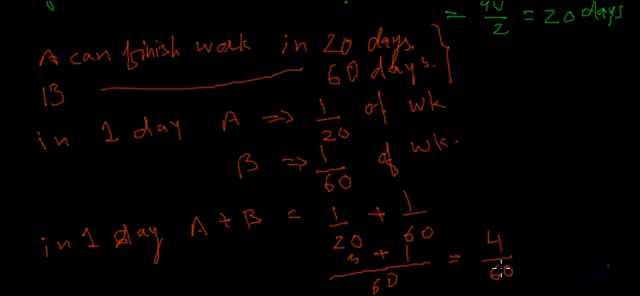 = 40/2 = 20 days
A can finish work in 20 days.
B 60 days.
in 1 day A => 1/20 of wk
B => 1/60 of wk.
in 1 day A + B = 1/20 + 1/60
3 + 1/60 = 4/60